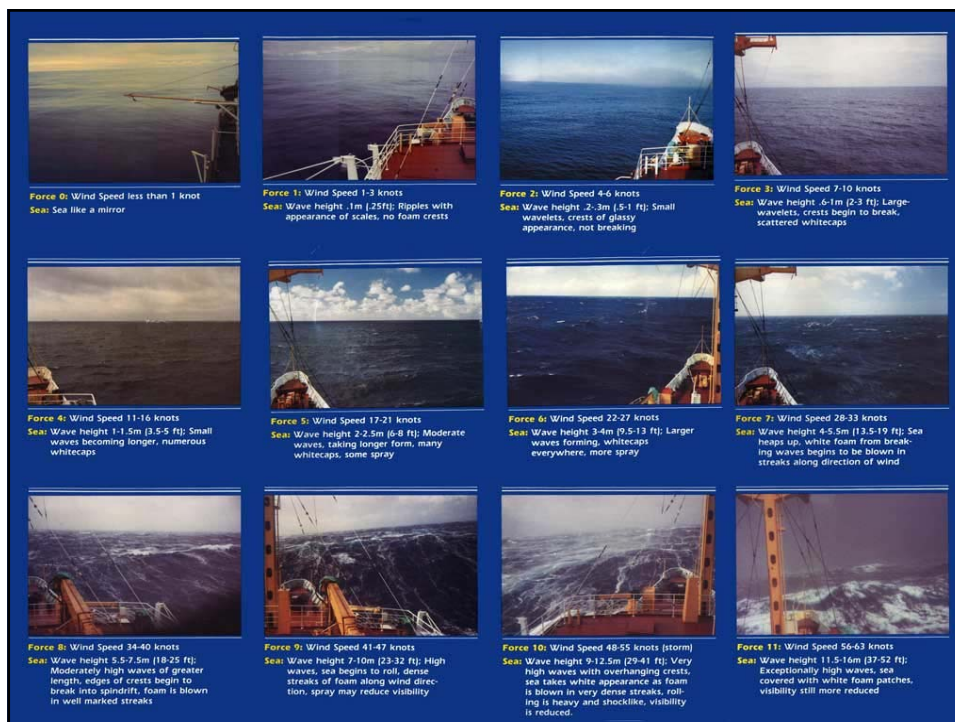 Force 0: Wind Speed less than 1 knot
Sea: Sea like a mirror
Force 1: Wind Speed 1-3 knots
Sea: Wave height .1m (.25ft); Ripples with
appearance of scales, no foam crests
Force 2: Wind Speed 4-6 knots
Sea: Wave height .2-.3m (.5-1 ft); Small
wavelets, crests of glassy
appearance, not breaking
Force 3: Wind Speed 7-10 knots
Sea: Wave height .6-1m (2-3 ft); Large-
wavelets, crests begin to break,
scattered whitecaps
Force 4: Wind Speed 11-16 knots
Sea: Wave height 1-1.5m (3.5-5 ft); Small
waves becoming longer, numerous
whitecaps
Force 5: Wind Speed 17-21 knots
Sea: Wave height 2-2.5m (6-8 ft); Moderate
waves, taking longer form, many
whitecaps, some spray
Force 6: Wind Speed 22-27 knots
Sea: Wave height 3-4m (9.5-13 ft); Larger
waves forming, whitecaps
everywhere, more spray
Force 7: Wind Speed 28-33 knots
Sea: Wave height 4-5.5m (13.5-19 ft); Sea
heaps up, white foam from break-
ing waves begins to be blown in
streaks along direction of wind
Force 8: Wind Speed 34-40 knots
Sea: Wave height 5.5-7.5m (18-25 ft);
Moderately high waves of greater
length, edges of crests begin to
break into spindrift, foam is blown
in well marked streaks
Force 9: Wind Speed 41-47 knots
Sea: Wave height 7-10m (23-32 ft); High
waves, sea begins to roll, dense
streaks of foam along wind direc-
tion, spray may reduce visibility
Force 10: Wind Speed 48-55 knots (storm)
Sea: Wave height 9-12.5m (29-41 ft); Very
high waves with overhanging crests,
sea takes white appearance as foam
is blown in very dense streaks, roll-
ing is heavy and shocklike, visibility
is reduced.
Force 11: Wind Speed 56-63 knots
Sea: Wave height 11.5-16m (37-52 ft);
Exceptionally high waves, sea
covered with white foam patches,
visibility still more reduced